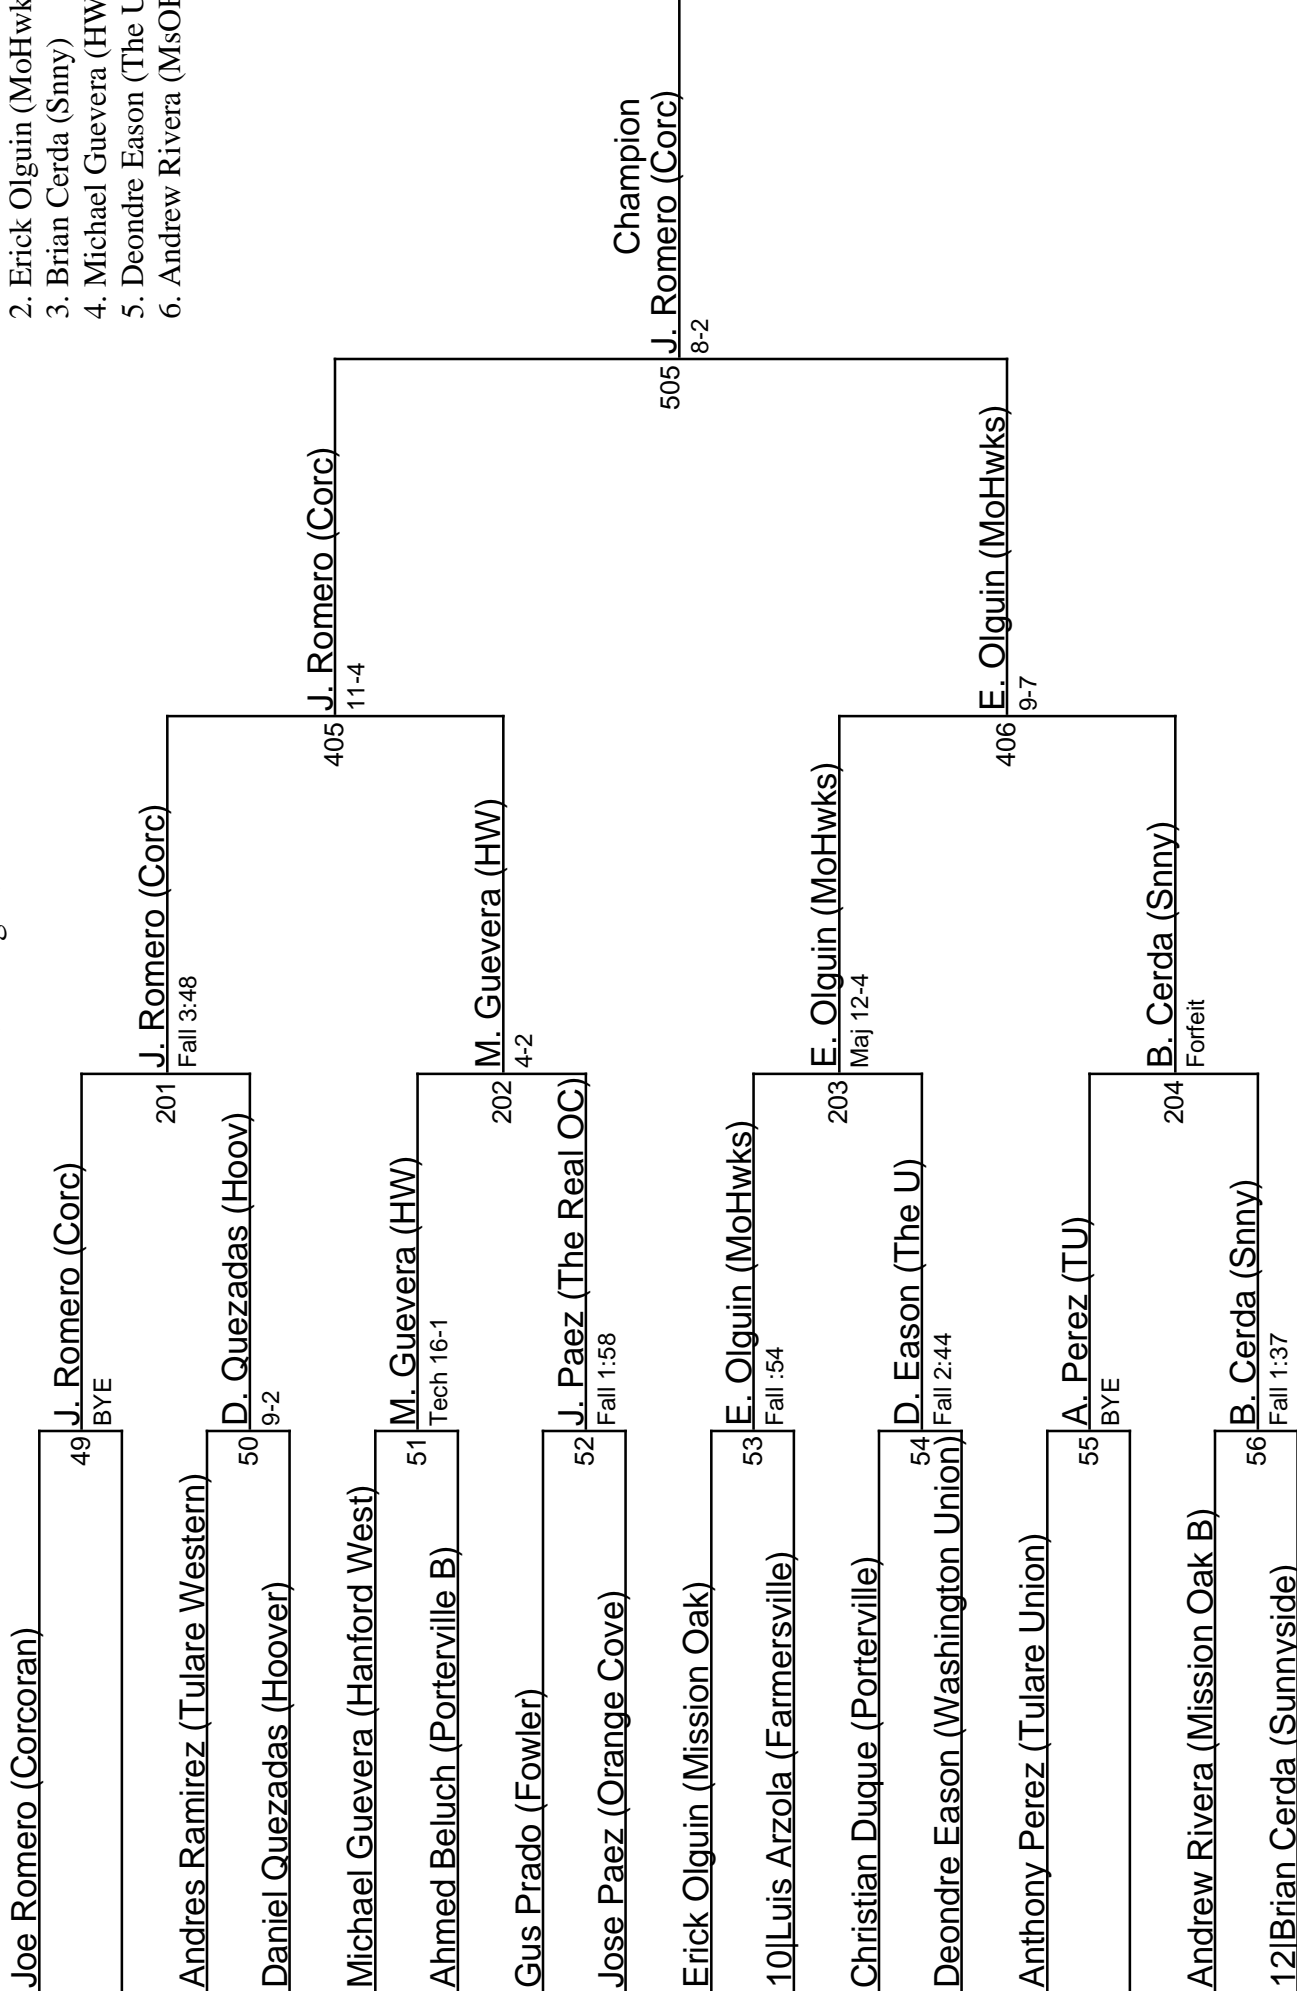 2. Erick Olguin (MoHwk
3. Brian Cerda (Snny)
4. Michael Guevera (HW
5. Deondre Eason (The U
6. Andrew Rivera (MsOB
Joe Romero (Corcoran)
49
J. Romero (Corc)
BYE
Andres Ramirez (Tulare Western)
50
Daniel Quezadas (Hoover)
D. Quezadas (Hoov)
9-2
201
J. Romero (Corc)
Fall 3:48
Michael Guevera (Hanford West)
51
Ahmed Beluch (Porterville B)
M. Guevera (HW)
Tech 16-1
Gus Prado (Fowler)
52
Jose Paez (Orange Cove)
J. Paez (The Real OC)
Fall 1:58
202
M. Guevera (HW)
4-2
405
J. Romero (Corc)
11-4
Erick Olguin (Mission Oak)
53
10|Luis Arzola (Farmersville)
E. Olguin (MoHwks)
Fall :54
Christian Duque (Porterville)
54
Deondre Eason (Washington Union)
D. Eason (The U)
Fall 2:44
203
E. Olguin (MoHwks)
Maj 12-4
Anthony Perez (Tulare Union)
55
A. Perez (TU)
BYE
Andrew Rivera (Mission Oak B)
56
12|Brian Cerda (Sunnyside)
B. Cerda (Snny)
Fall 1:37
204
B. Cerda (Snny)
Forfeit
406
E. Olguin (MoHwks)
9-7
505
Champion
J. Romero (Corc)
8-2